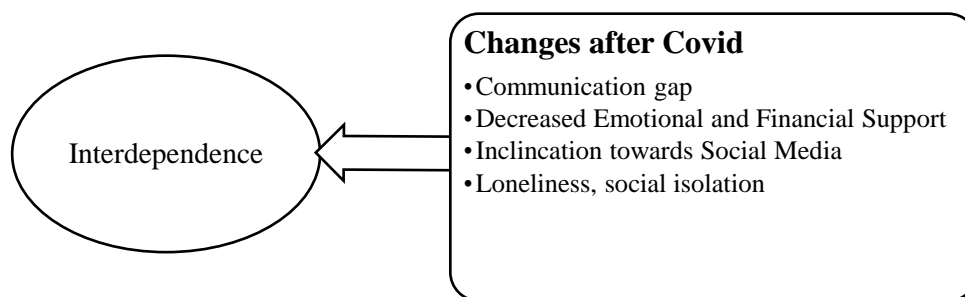 Changes after Covid
•Communication gap
•Decreased Emotional and Financial Support
•Inclincation towards Social Media
•Loneliness, social isolation
Interdependence